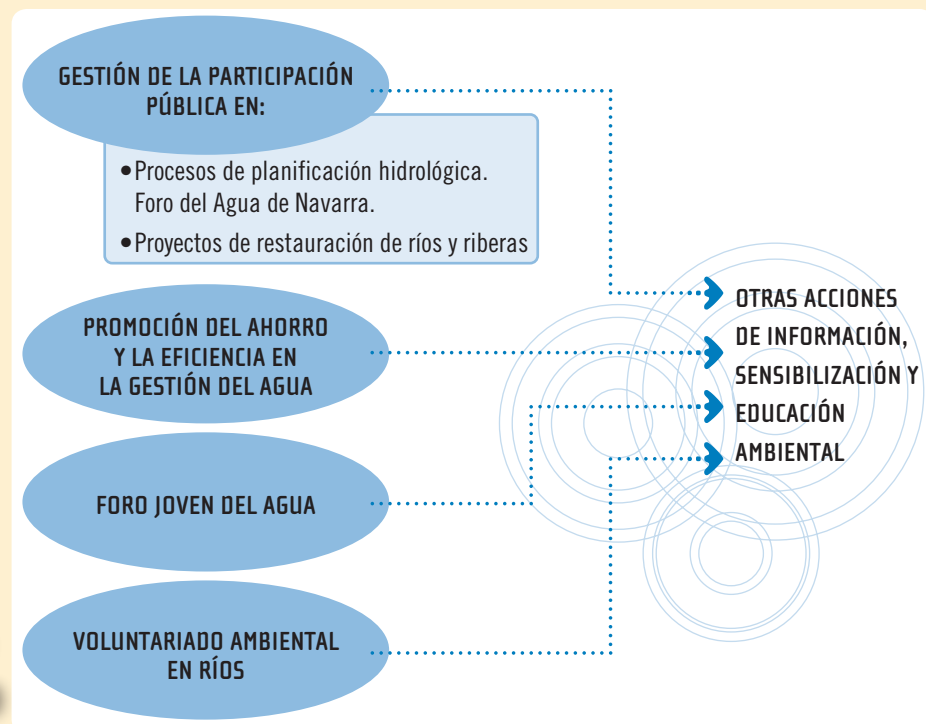 GESTIÓN DE LA PARTICIPACIÓN
PÚBLICA EN:
•Procesos de planificación hidrológica.
Foro del Agua de Navarra.
•Proyectos de restauración de ríos y riberas
PROMOCIÓN DEL AHORRO
Y LA EFICIENCIA EN
LA GESTIÓN DEL AGUA
FORO JOVEN DEL AGUA
VOLUNTARIADO AMBIENTAL
EN RÍOS
OTRAS ACCIONES
DE INFORMACIÓN,
SENSIBILIZACIÓN Y
EDUCACIÓN
AMBIENTAL